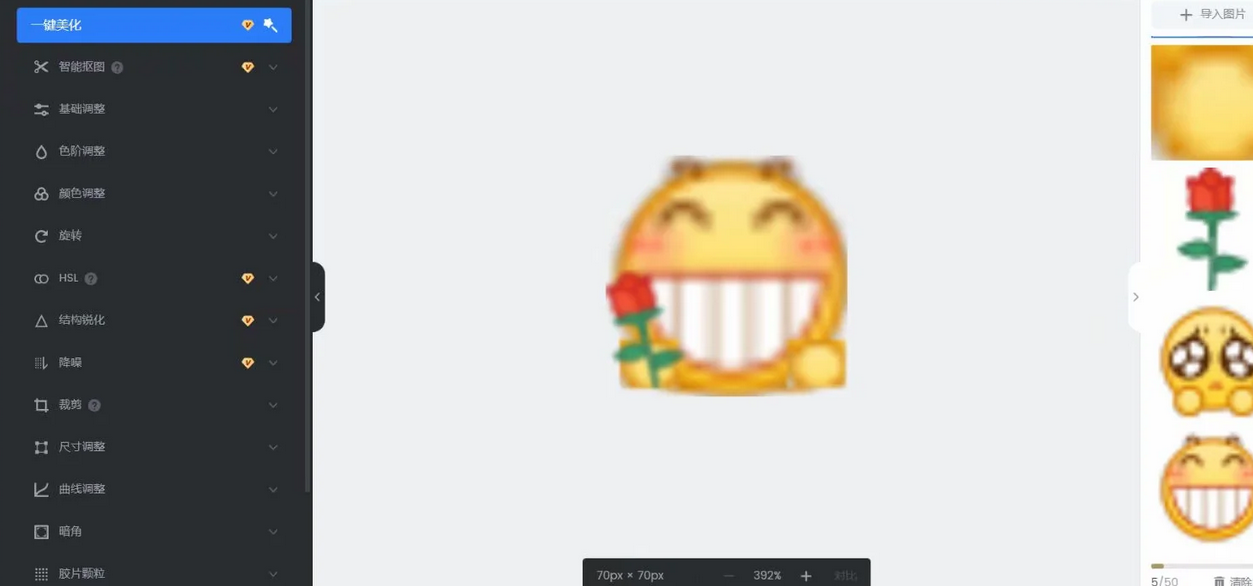 一键美化
智能抠图
基础调整
色阶调整
颜色调整
旋转
HSL
结构锐化
降噪
裁剪
尺寸调整
曲线调整
暗角
胶片颗粒
70px × 70px
392%
对比
导入图片
5/50
清除